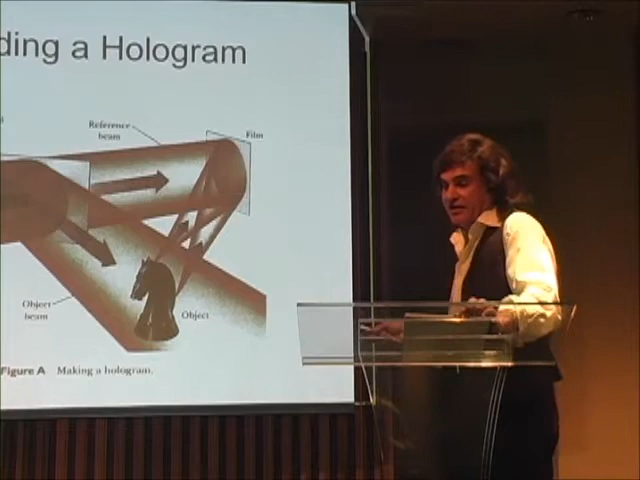 ding a Hologram
Reference
beam
Film
Object
beam
Object
Figure A Making a hologram.